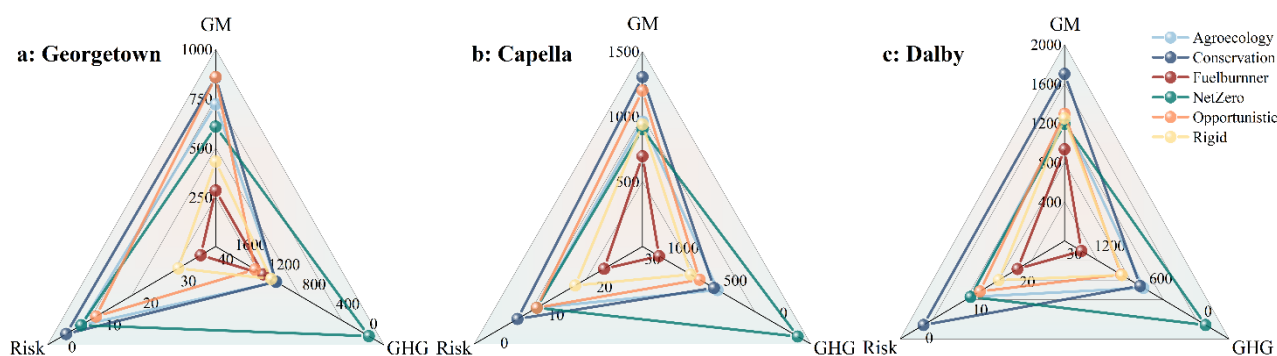 a: Georgetown
GM
1000
750
500
250
1600
1200
800
400
0
GHG
40
30
20
10
0
Risk
b: Capella
GM
1500
1000
500
1000
500
0
GHG
30
20
10
0
Risk
c: Dalby
GM
2000
1600
1200
800
400
1200
600
0
GHG
30
20
10
0
Risk
Agroecology
Conservation
Fuelburnner
NetZero
Opportunistic
Rigid